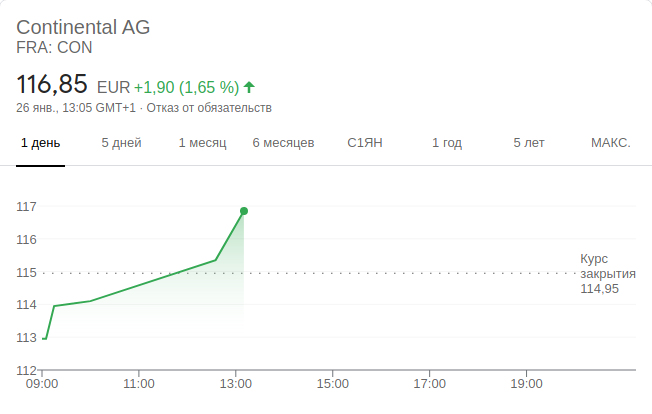 Continental AG
FRA: CON
116,85 EUR +1,90 (1,65 %)
26 янв., 13:05 GMT+1 · Отказ от обязательств
1 день 5 дней 1 месяц 6 месяцев С1ЯН 1 год 5 лет МАКС.
117
116
115
114
113
112
Курс
закрытия
114,95
09:00 11:00 13:00 15:00 17:00 19:00